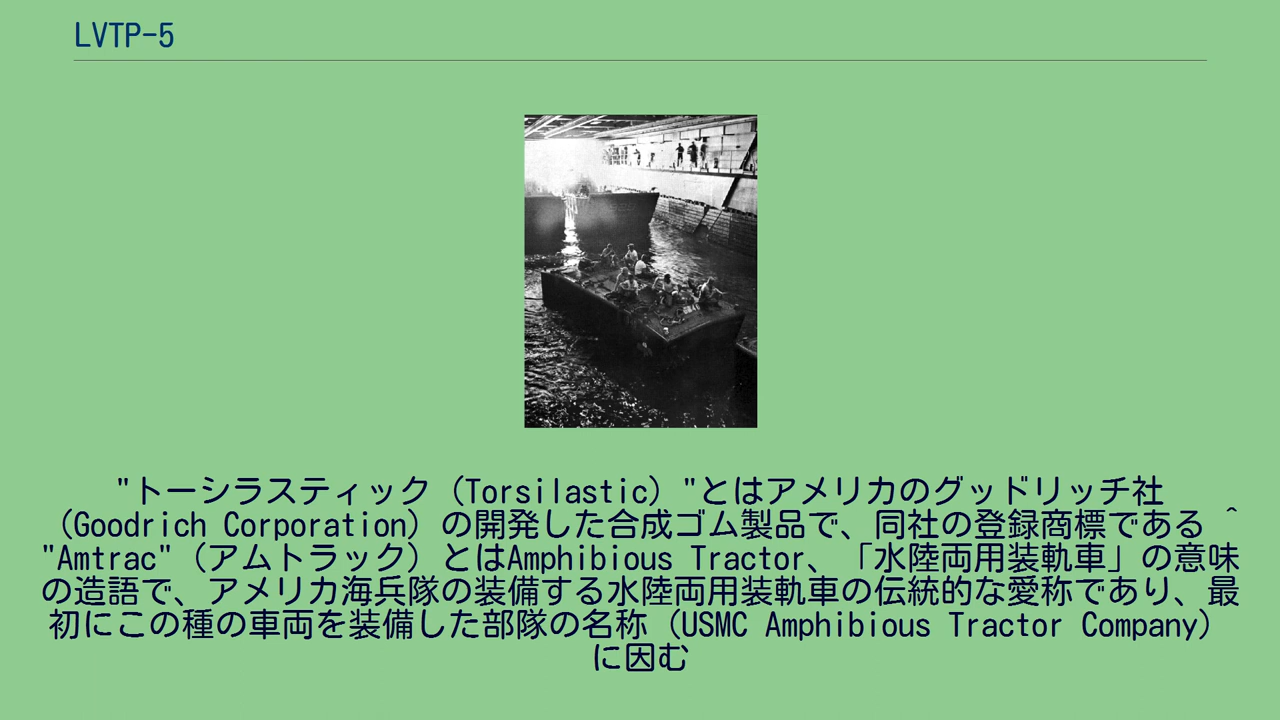 LVTP-5
"トーシラスティック（Torsilastic）"とはアメリカのグッドリッチ社
（Goodrich Corporation）の開発した合成ゴム製品で、同社の登録商標である ^
"Amtrac"（アムトラック）とはAmphibious Tractor、「水陸両用装軌車」の意味
の造語で、アメリカ海兵隊の装備する水陸両用装軌車の伝統的な愛称であり、最
初にこの種の車両を装備した部隊の名称（USMC Amphibious Tractor Company）
に因む